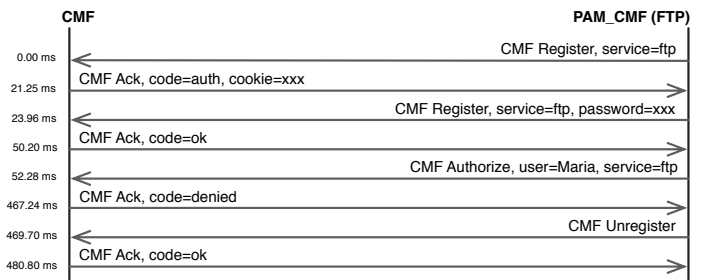 CMF PAM_CMF (FTP)
CMF Register, service=ftp
0.00 ms
CMF Ack, code=auth, cookie=xxx
21.25 ms
CMF Register, service=ftp, password=xxx
23.96 ms
CMF Ack, code=ok
50.20 ms
CMF Authorize, user=Maria, service=ftp
52.28 ms
CMF Ack, code=denied
467.24 ms
CMF Unregister
469.70 ms
CMF Ack, code=ok
480.80 ms